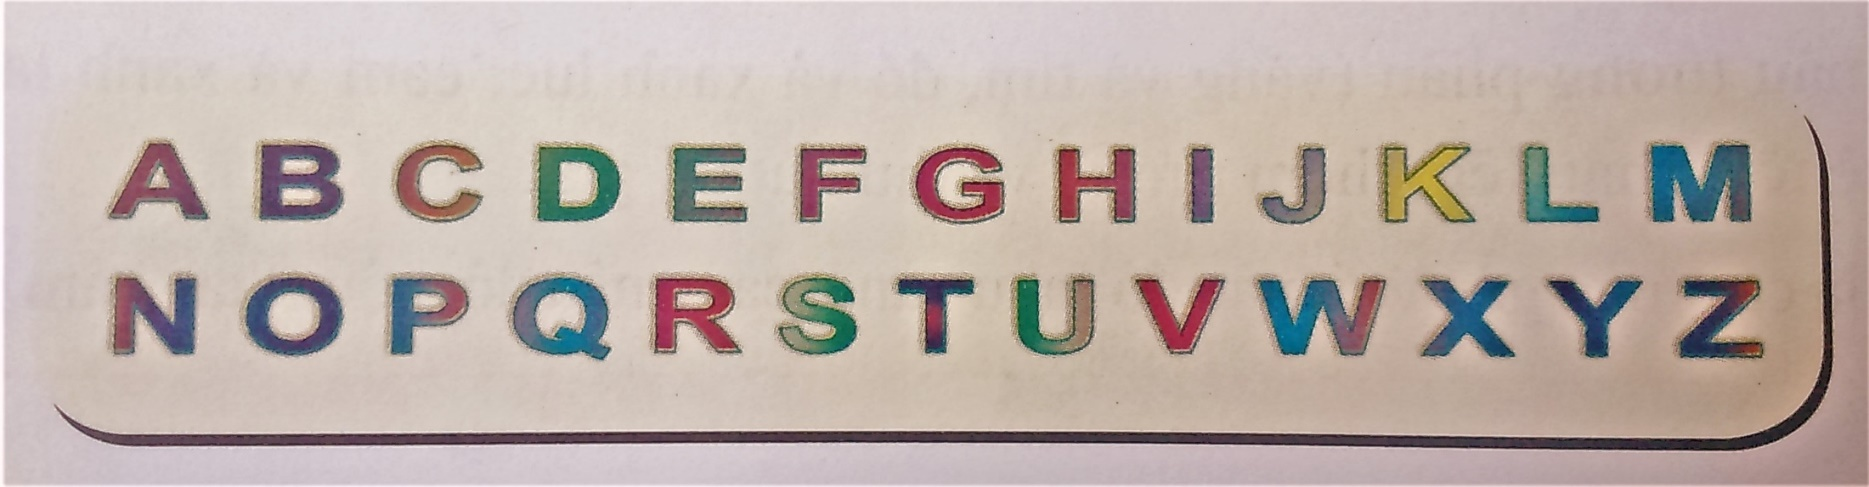 A B C D E F G H I J K L M
N O P Q R S T U V W X Y Z